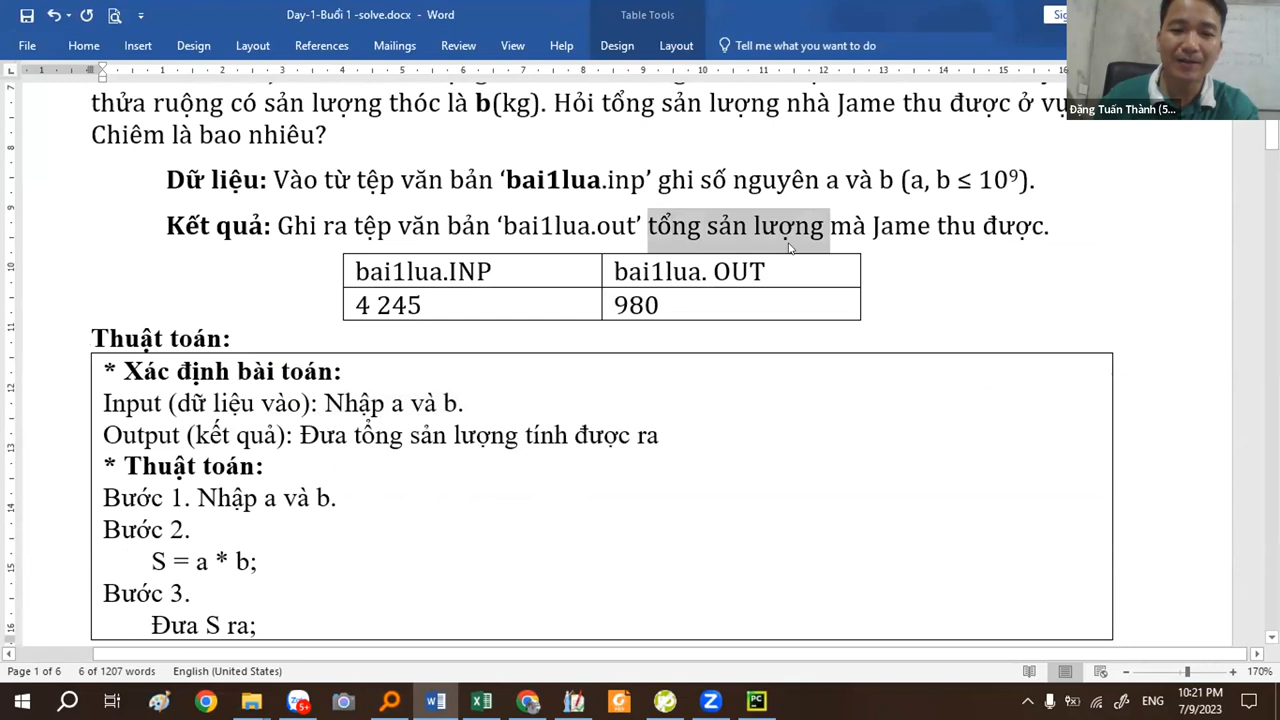 Day-1-Buổi 1 -solve.docx - Word
Table Tools
File Home Insert Design Layout References Mailings Review View Help Design Layout Tell me what you want to do
Đặng Tuấn Thành (5...
thửa ruộng có sản lượng thóc là b(kg). Hỏi tổng sản lượng nhà Jame thu được ở vụ
Chiêm là bao nhiêu?
Dữ liệu: Vào từ tệp văn bản ‘bai1lua.inp’ ghi số nguyên a và b (a, b ≤ 10⁹).
Kết quả: Ghi ra tệp văn bản ‘bai1lua.out’ tổng sản lượng mà Jame thu được.
bai1lua.INP bai1lua. OUT
4 245 980
Thuật toán:
* Xác định bài toán:
Input (dữ liệu vào): Nhập a và b.
Output (kết quả): Đưa tổng sản lượng tính được ra
* Thuật toán:
Bước 1. Nhập a và b.
Bước 2.
S = a * b;
Bước 3.
Đưa S ra;
Page 1 of 6 6 of 1207 words English (United States) 170%
ENG 10:21 PM
7/9/2023